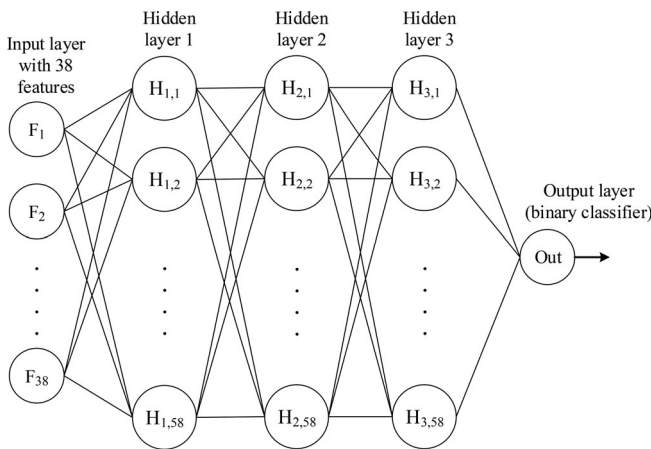 Input layer
with 38
features
Hidden
layer 1
Hidden
layer 2
Hidden
layer 3
F1
F2
F38
H1,1
H1,2
H1,58
H2,1
H2,2
H2,58
H3,1
H3,2
H3,58
Output layer
(binary classifier)
Out